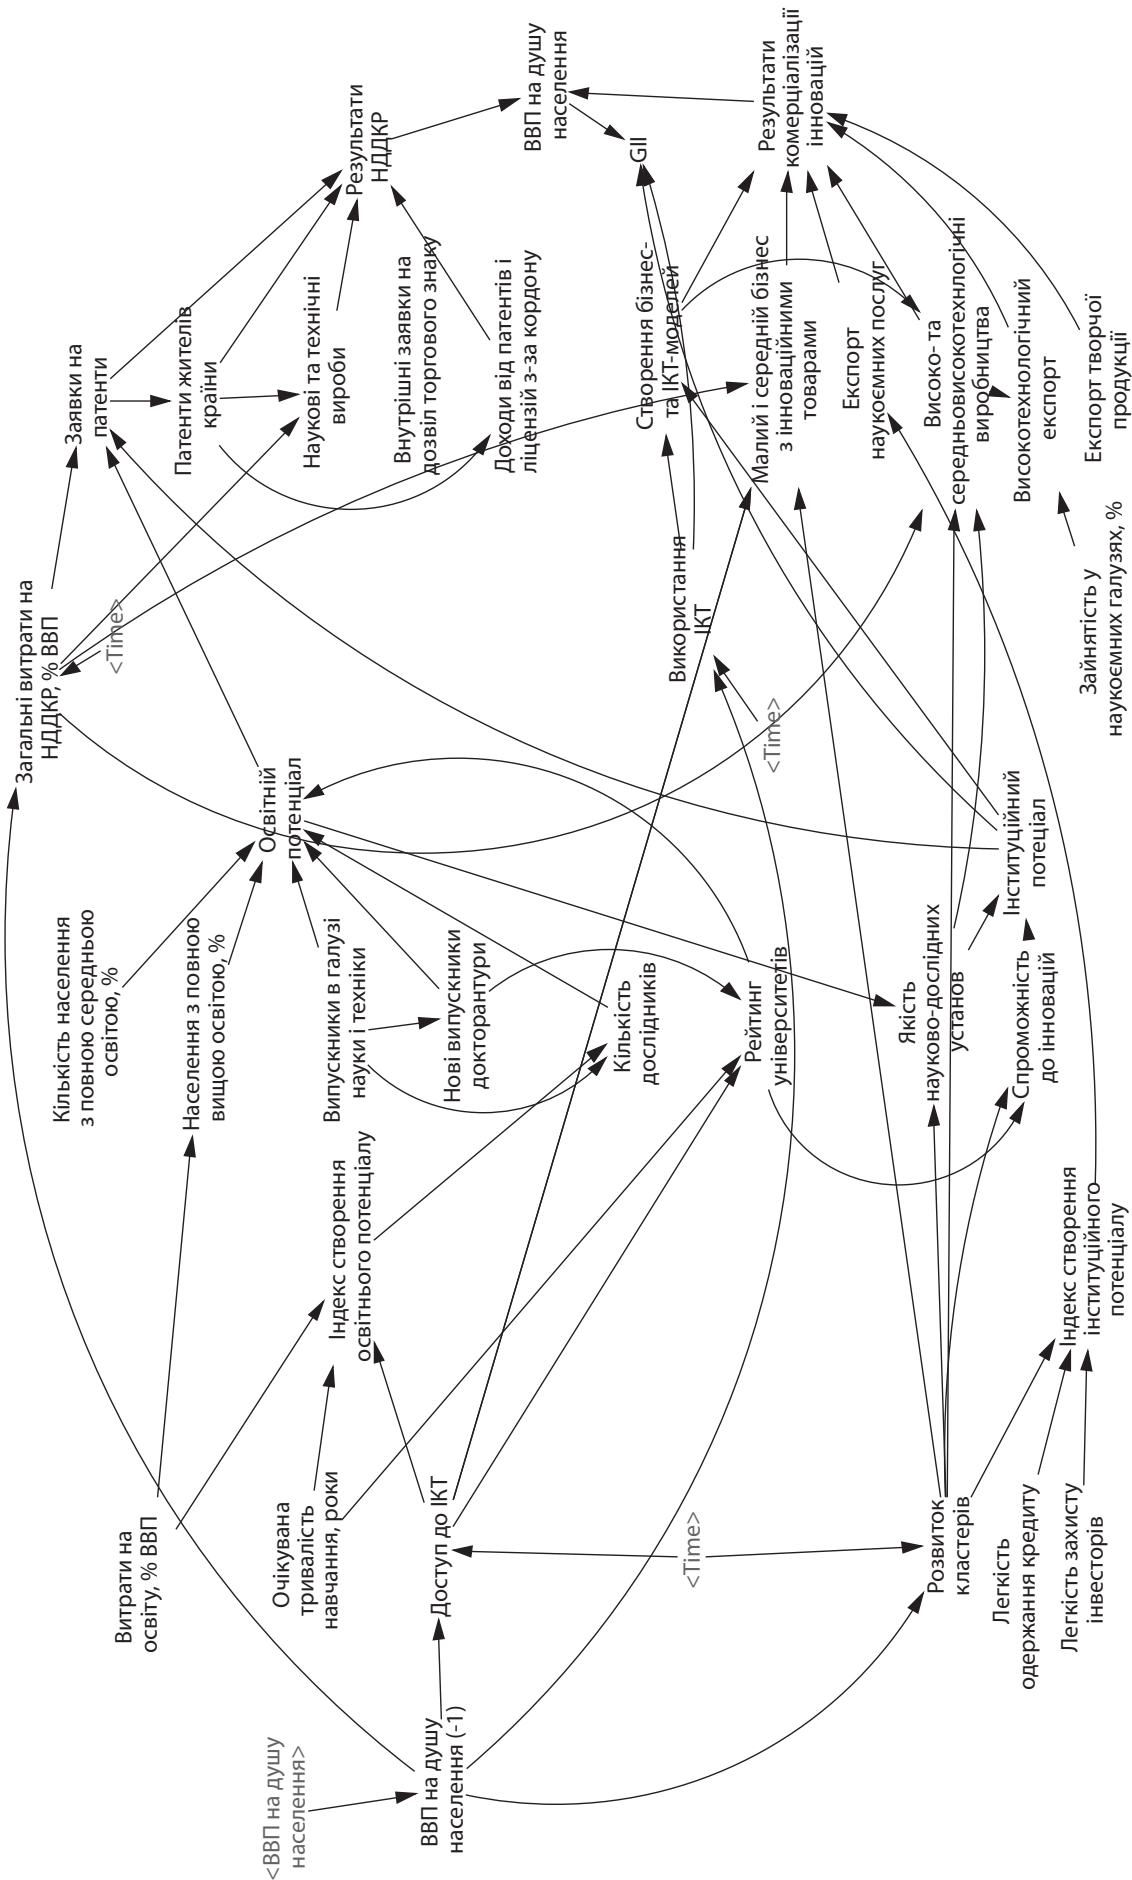 <ВВП на душу
населення>
ВВП на душу
населення (-1)
Витрати на
освіту, % ВВП
Очікувана
тривалість
навчання, роки
Доступ до ІКТ
<Time>
Розвиток
кластерів
Легкість
одержання кредиту
Легкість захисту
інвесторів
Індекс створення
освітнього потенціалу
Індекс створення
інституційного
потенціалу
Кількість населення
з повною середньою
освітою, %
Населення з повною
вищою освітою, %
Випускники в галузі
науки і техніки
Нові випускники
докторантури
Кількість
дослідників
Рейтинг
університетів
Якість
науково-дослідних
установ
Спроможність
до інновацій
Загальні витрати на
НДДКР, % ВВП
<Time>
Освітній
потенціал
Використання
ІКТ
<Time>
Інституційний
потеціал
Зайнятість у
наукоємних галузях, %
Заявки на
патенти
Патенти жителів
країни
Наукові та технічні
вироби
Внутрішні заявки на
дозвіл торгового знаку
Доходи від патентів і
ліцензій з-за кордону
Створення бізнес-
та ІКТ-моделей
Малий і середній бізнес
з інноваційними
товарами
Експорт
наукоємних послуг
Високо- та
середньовисокотехнлогічні
виробництва
Високотехнологічний
експорт
Експорт творчої
продукції
Результати
НДДКР
ВВП на душу
населення
GII
Результати
комерціалізації
інновацій